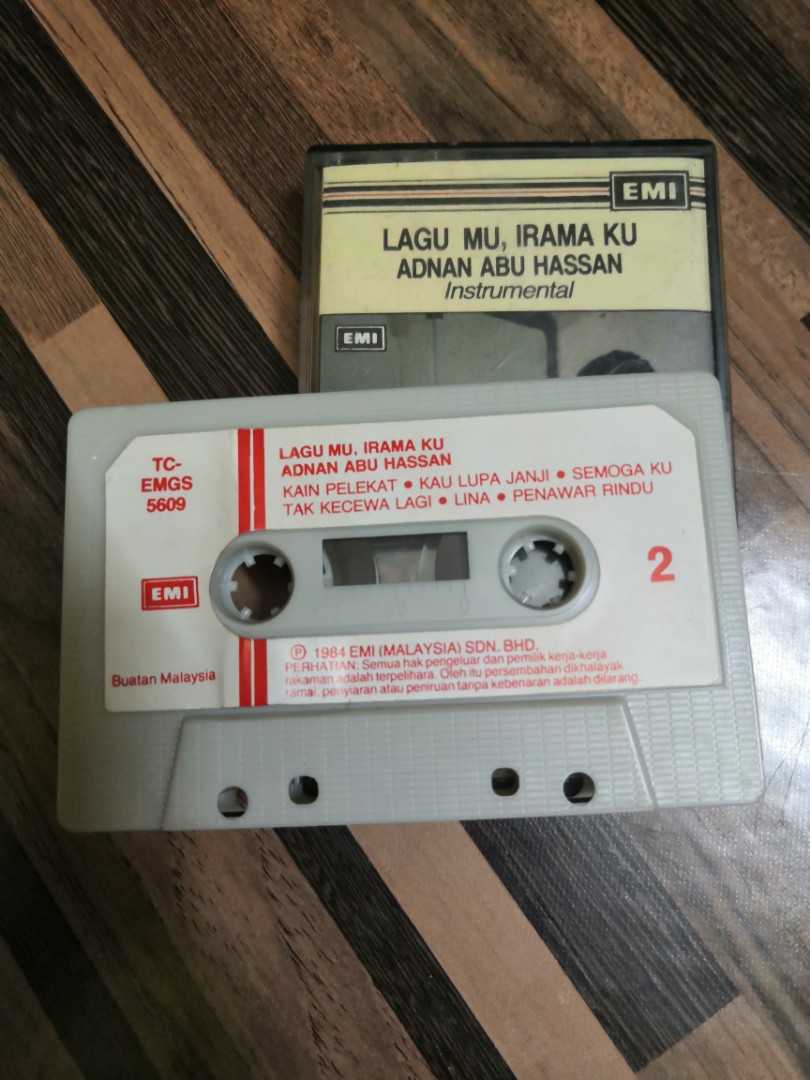 EMI
LAGU MU, IRAMA KU
ADNAN ABU HASSAN
Instrumental
EMI
TC-
EMGS
5609
LAGU MU, IRAMA KU
ADNAN ABU HASSAN
KAIN PELEKAT • KAU LUPA JANJI • SEMOGA KU
TAK KECEWA LAGI • LINA • PENAWAR RINDU
2
EMI
Buatan Malaysia
℗ 1984 EMI (MALAYSIA) SDN. BHD.
PERHATIAN: Semua hak pengeluar dan pemilik kerja-kerja
rakaman adalah terpelihara. Oleh itu persembahan dikhalayak
ramai, penyiaran atau peniruan tanpa kebenaran adalah dilarang.